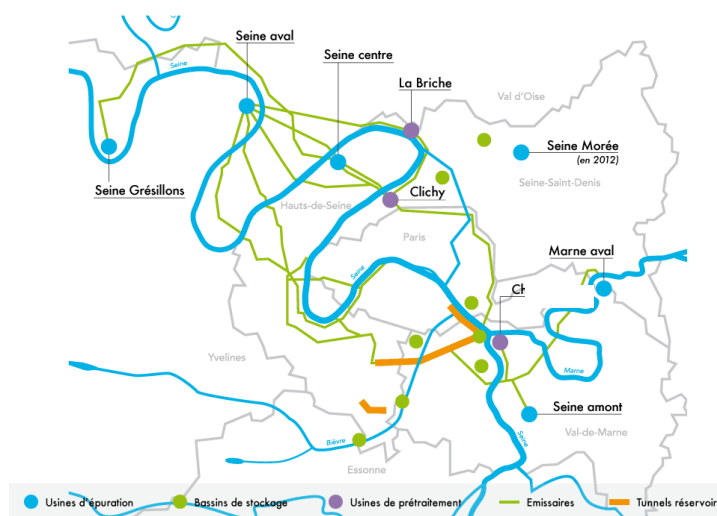 Seine aval
Seine centre
La Briche
Val d'Oise
Seine
Seine Morée
(en 2012)
Seine Grésillons
Clichy
Seine-Saint-Denis
Hauts-de-Seine
Paris
Marne aval
Seine
Yvelines
Marne
Seine amont
Val-de-Marne
Seine
Bièvre
Essonne
Usines d'épuration
Bassins de stockage
Usines de prétraitement
Emissaires
Tunnels réservoir